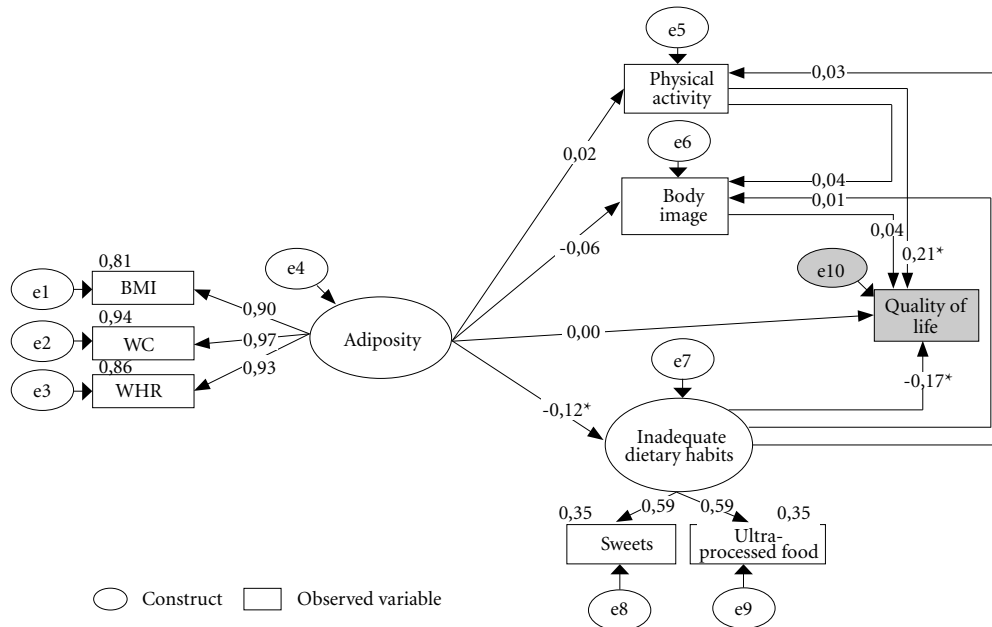 e5
Physical
activity
0,03
e6
0,02
Body
image
0,04
0,01
-0,06
0,04
0,21*
0,81
e4
e10
e1
BMI
0,90
Quality of
life
0,94
Adiposity
0,00
e2
WC
0,97
0,86
0,93
e7
e3
WHR
-0,17*
-0,12*
Inadequate
dietary habits
0,35
0,59
0,59
0,35
Sweets
Ultra-
processed food
Construct
Observed variable
e8
e9